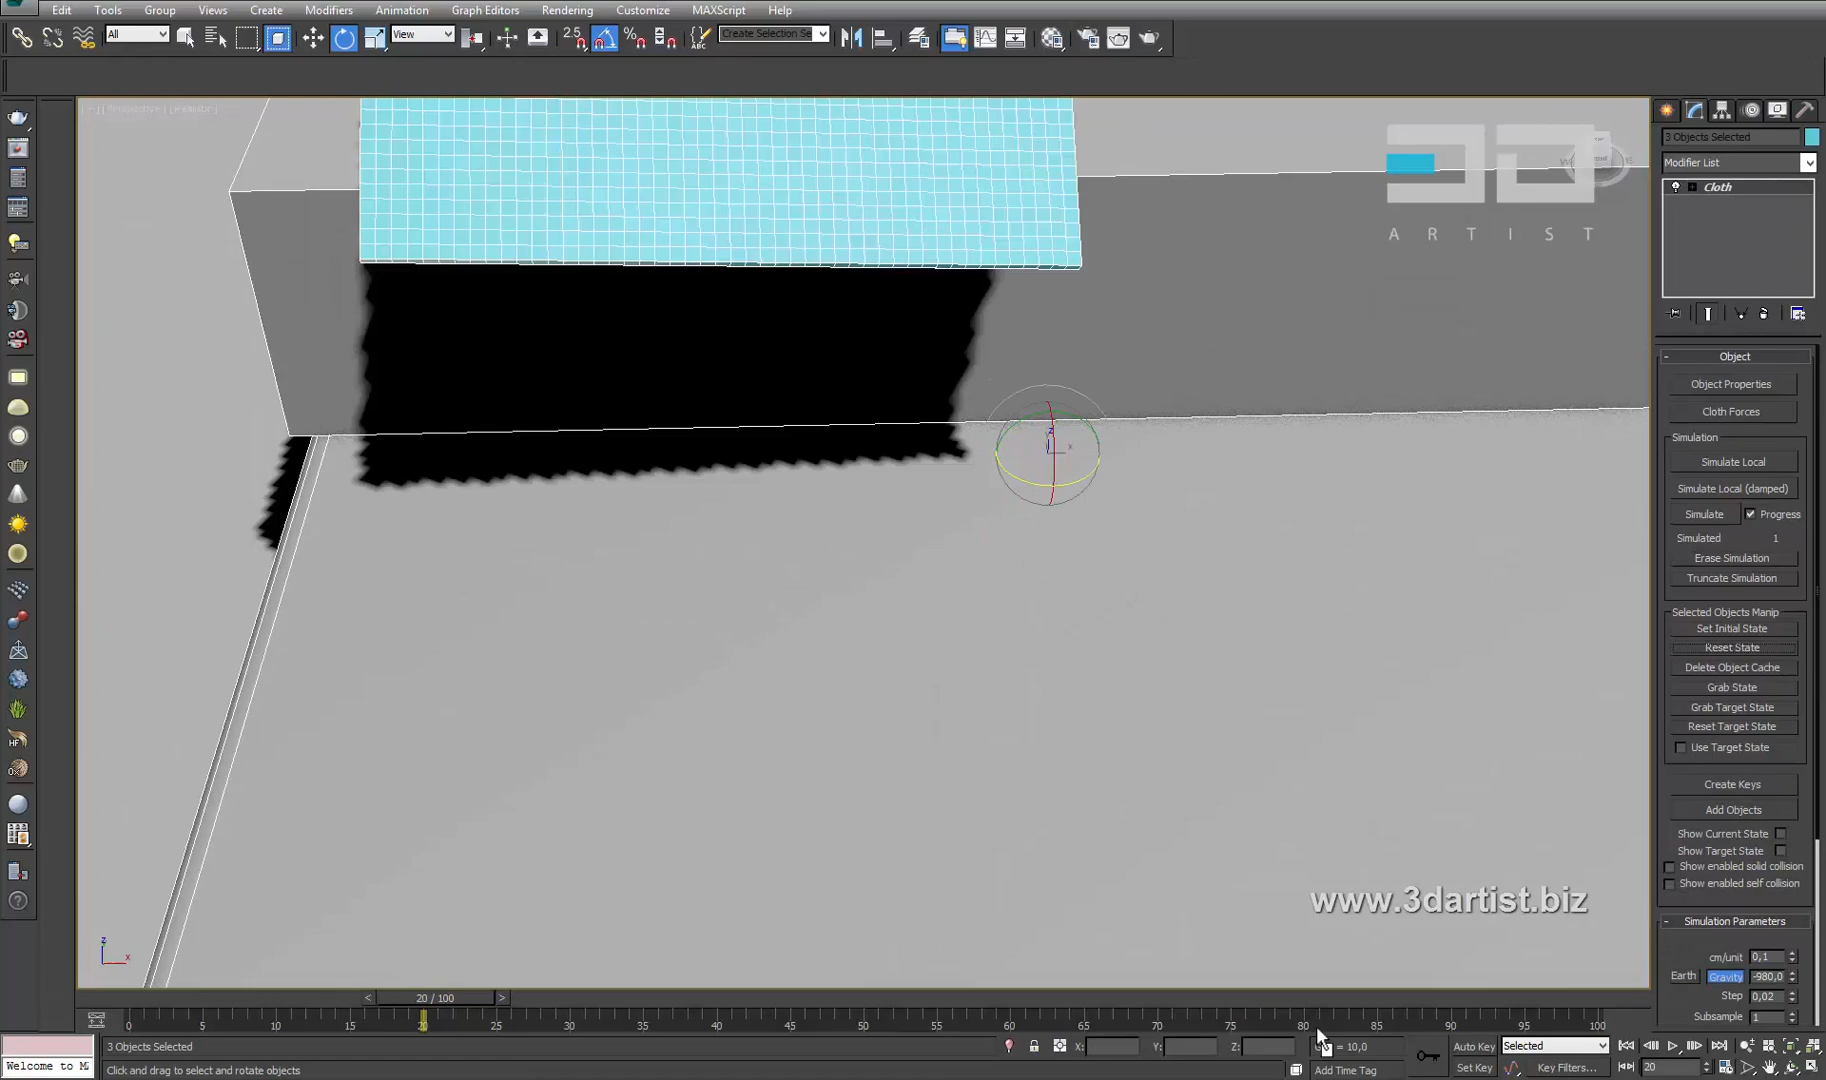 Edit Tools Group Views Create Modifiers Animation Graph Editors Rendering Customize MAXScript Help
All View 2.5 Create Selection Se
3 Objects Selected
Modifier List
Cloth
ARTIST
Object
Object Properties
Cloth Forces
Simulation
Simulate Local
Simulate Local (damped)
Simulate Progress
Simulated 1
Erase Simulation
Truncate Simulation
Selected Objects Manip
Set Initial State
Reset State
Delete Object Cache
Grab State
Grab Target State
Reset Target State
Use Target State
Create Keys
Add Objects
Show Current State
Show Target State
Show enabled solid collision
Show enabled self collision
www.3dartist.biz
Simulation Parameters
cm/unit 0,1
Earth Gravity -980,0
Step 0,02
Subsample 1
z
x
z
x
< 20 / 100 >
0 5 10 15 20 25 30 35 40 45 50 55 60 65 70 75 80 85 90 95 100
3 Objects Selected X: Y: Z: = 10,0 Auto Key Selected
Welcome to M Click and drag to select and rotate objects Add Time Tag Set Key Key Filters... 20